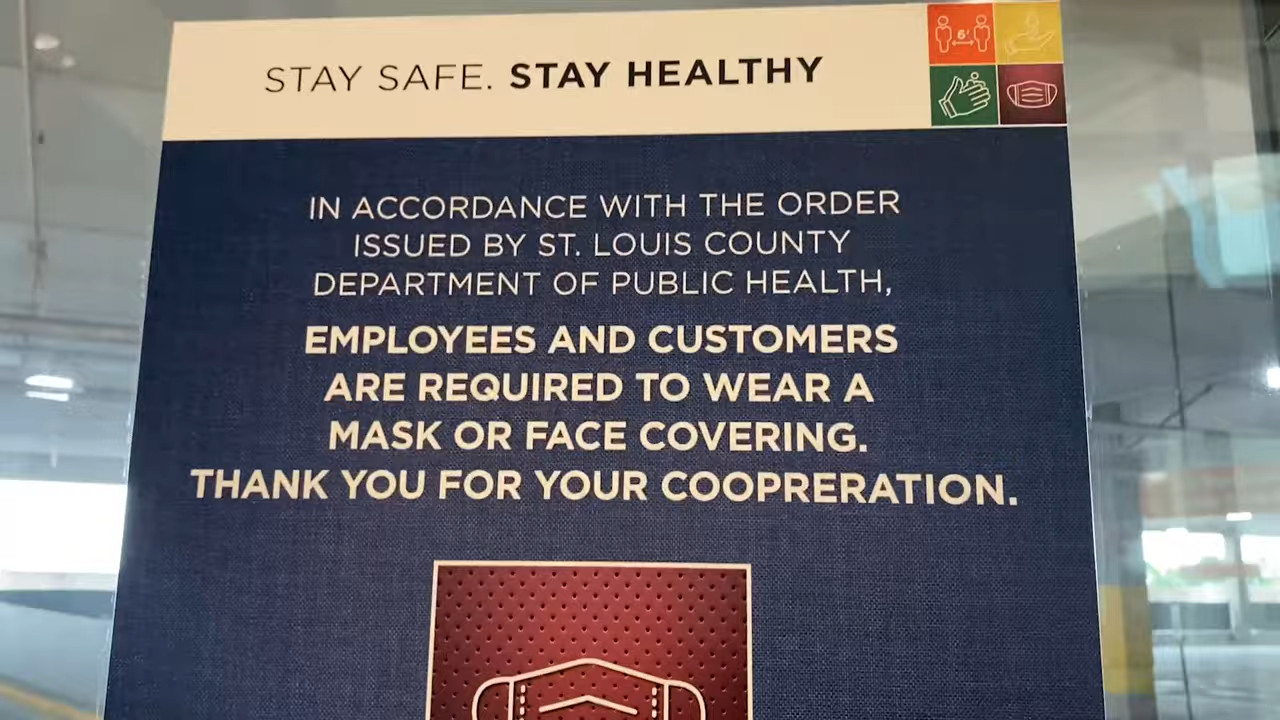 STAY SAFE. STAY HEALTHY
6'
IN ACCORDANCE WITH THE ORDER
ISSUED BY ST. LOUIS COUNTY
DEPARTMENT OF PUBLIC HEALTH,
EMPLOYEES AND CUSTOMERS
ARE REQUIRED TO WEAR A
MASK OR FACE COVERING.
THANK YOU FOR YOUR COOPRERATION.